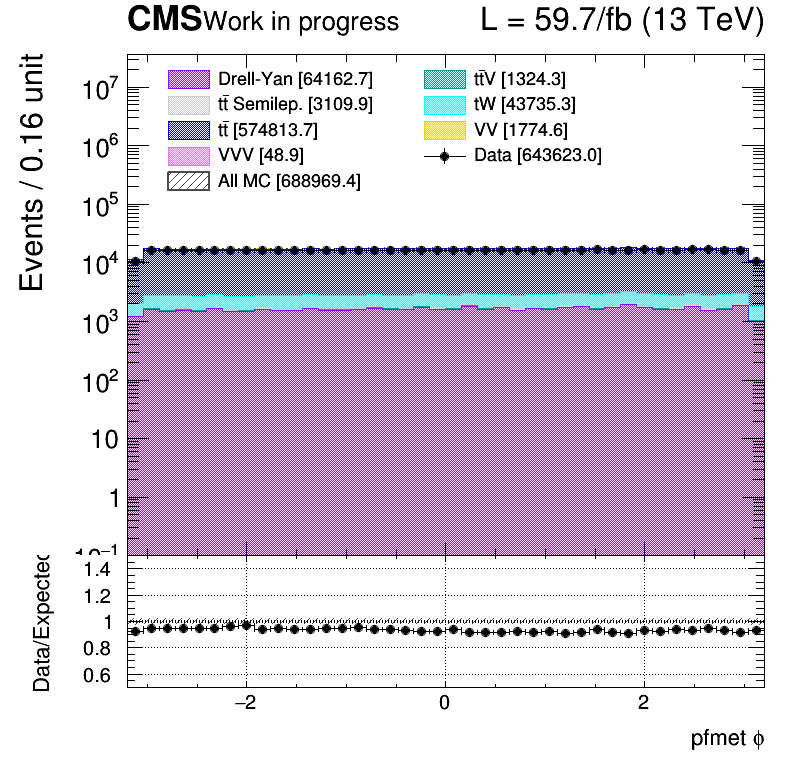 CMS Work in progress L = 59.7/fb (13 TeV)
Events / 0.16 unit
10⁷
10⁶
10⁵
10⁴
10³
10²
10
1
10⁻¹
Drell-Yan [64162.7]
tt̄ Semilep. [3109.9]
tt̄ [574813.7]
VVV [48.9]
All MC [688969.4]
tt̄V [1324.3]
tW [43735.3]
VV [1774.6]
Data [643623.0]
Data/Expected
1.4
1.2
1
0.8
0.6
−2 0 2
pfmet ϕ